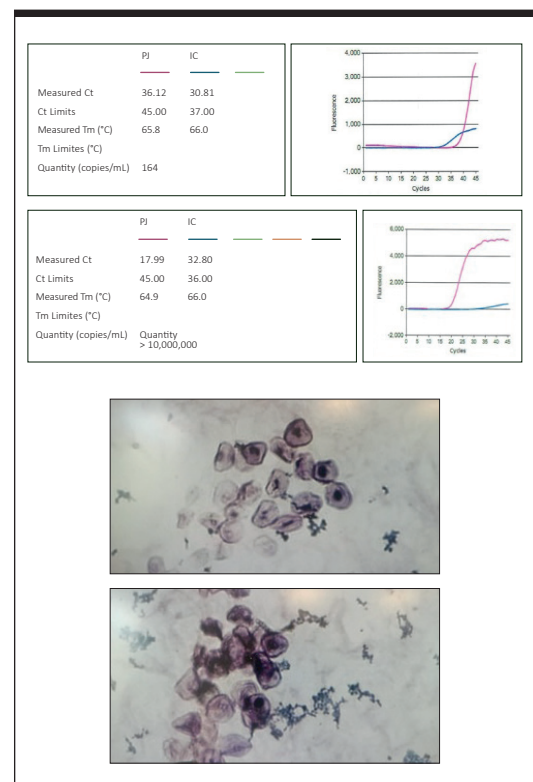 PJ IC
Measured Ct 36.12 30.81
Ct Limits 45.00 37.00
Measured Tm (°C) 65.8 66.0
Tm Limites (°C)
Quantity (copies/mL) 164
4,000
3,000
2,000
1,000
0
-1,000
Fluorescence
0 5 10 15 20 25 30 35 40 45
Cycles
PJ IC
Measured Ct 17.99 32.80
Ct Limits 45.00 36.00
Measured Tm (°C) 64.9 66.0
Tm Limites (°C)
Quantity (copies/mL) Quantity
> 10,000,000
6,000
4,000
2,000
0
-2,000
Fluorescence
0 5 10 15 20 25 30 35 40 45
Cycles